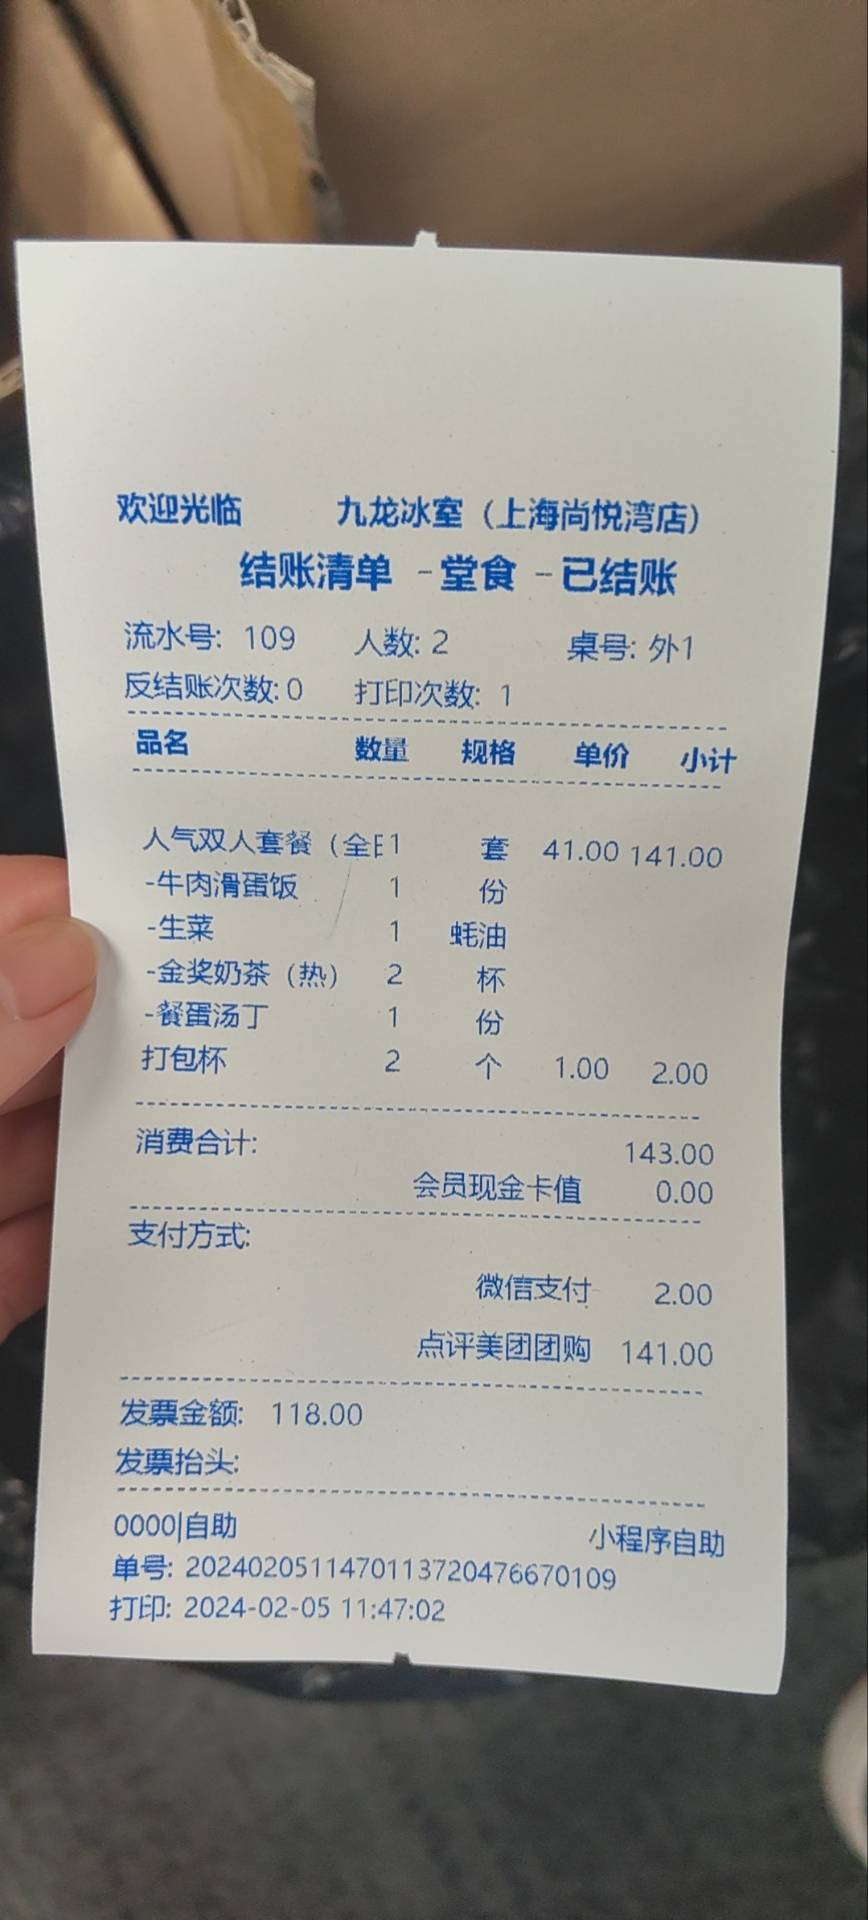 欢迎光临 九龙冰室（上海尚悦湾店）
结账清单 -堂食 -已结账
流水号: 109 人数: 2 桌号: 外1
反结账次数: 0 打印次数: 1
品名 数量 规格 单价 小计
人气双人套餐（全日1 套 41.00 141.00
-牛肉滑蛋饭 1 份
-生菜 1 蚝油
-金奖奶茶（热） 2 杯
-餐蛋汤丁 1 份
打包杯 2 个 1.00 2.00
消费合计: 143.00
会员现金卡值 0.00
支付方式:
微信支付 2.00
点评美团团购 141.00
发票金额: 118.00
发票抬头:
0000|自助 小程序自助
单号: 2024020511470113720476670109
打印: 2024-02-05 11:47:02